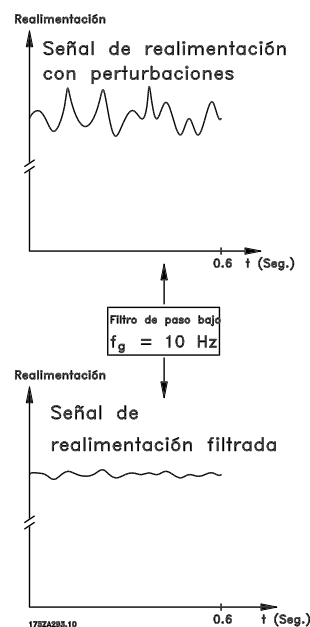 Realimentación
Señal de realimentación
con perturbaciones
0.6 t (Seg.)
Filtro de paso bajo
fg = 10 Hz
Realimentación
Señal de
realimentación filtrada
0.6 t (Seg.)
175ZA293.10